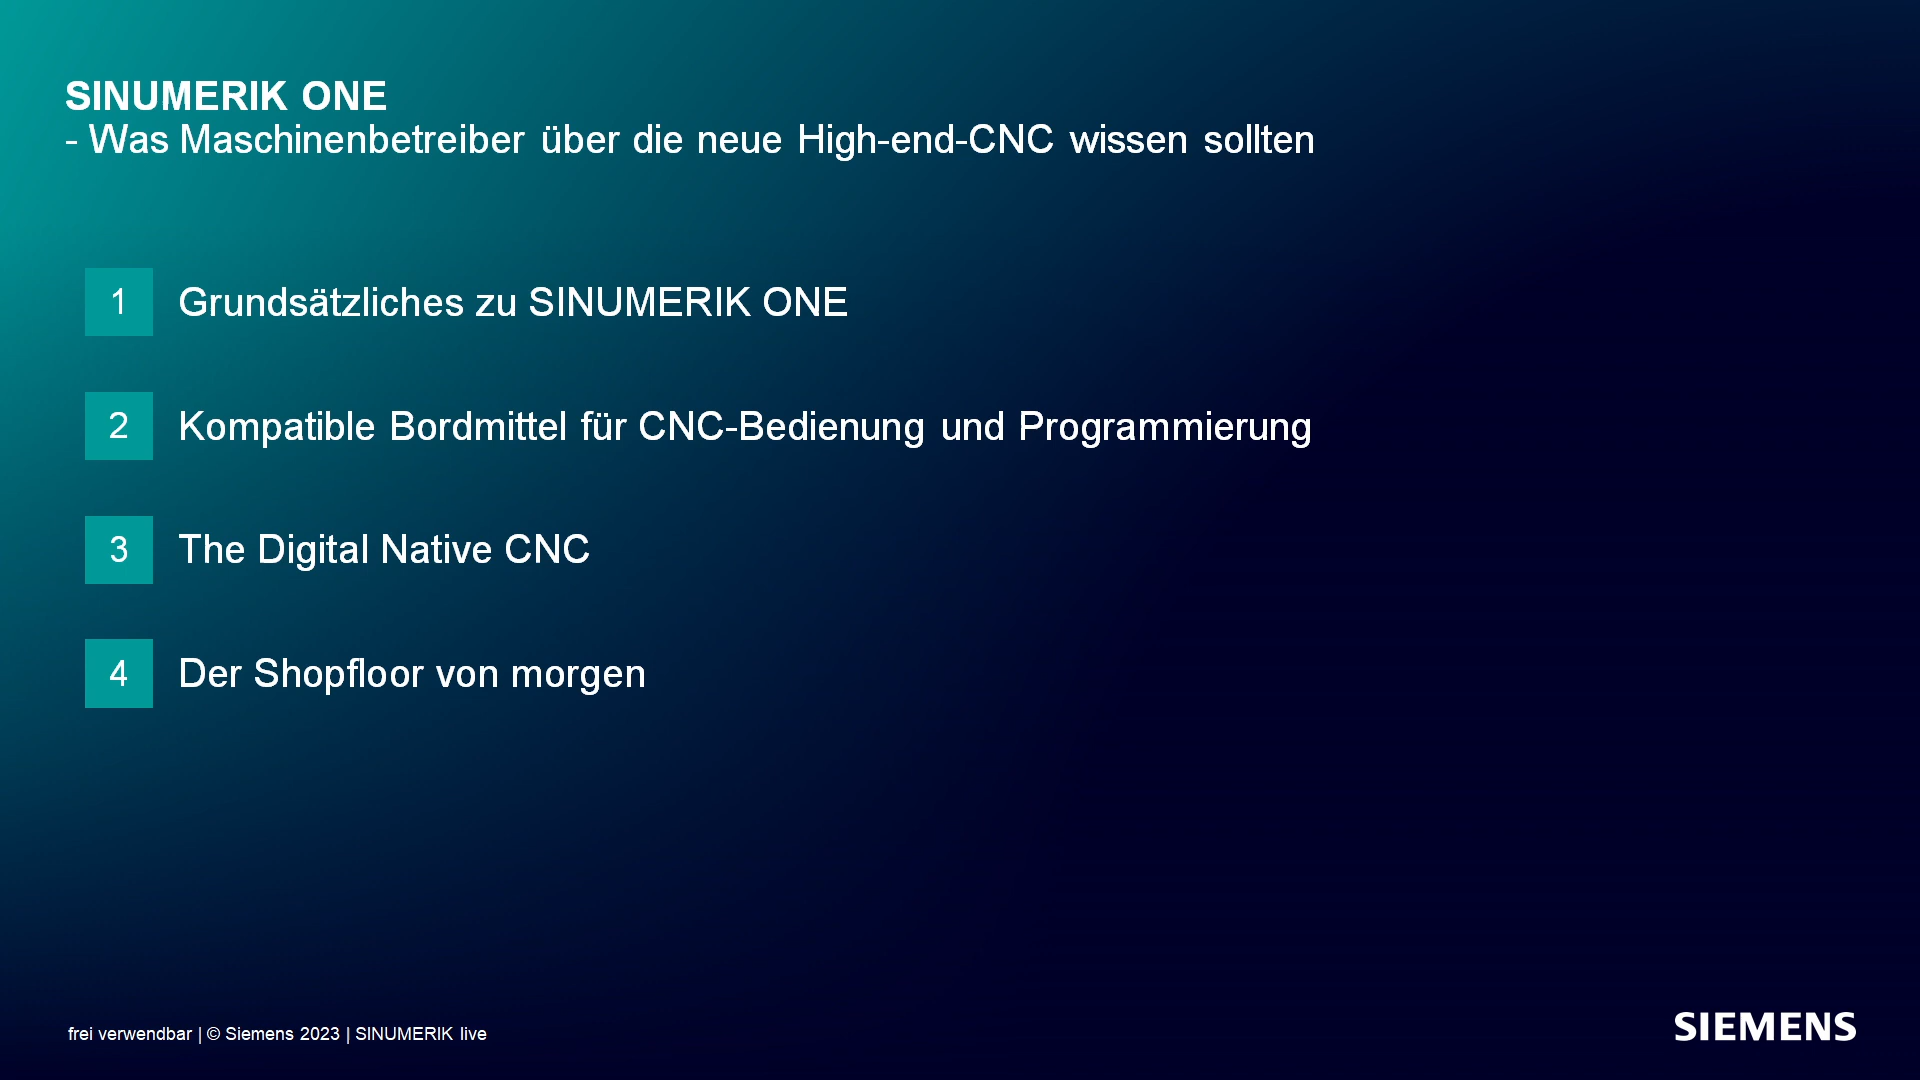 SINUMERIK ONE
- Was Maschinenbetreiber über die neue High-end-CNC wissen sollten
1 Grundsätzliches zu SINUMERIK ONE
2 Kompatible Bordmittel für CNC-Bedienung und Programmierung
3 The Digital Native CNC
4 Der Shopfloor von morgen
frei verwendbar | © Siemens 2023 | SINUMERIK live
SIEMENS